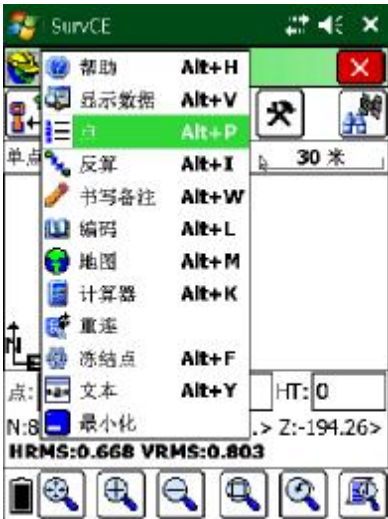 SurvCE
帮助 Alt+H
显示数据 Alt+V
点 Alt+P
单点 30 米
反算 Alt+I
书写备注 Alt+W
编码 Alt+L
地图 Alt+M
计算器 Alt+K
重连
冻结点 Alt+F
N
E
点: 文本 Alt+Y HT: 0
N:8 最小化 .> Z:-194.26>
HRMS:0.668 VRMS:0.803